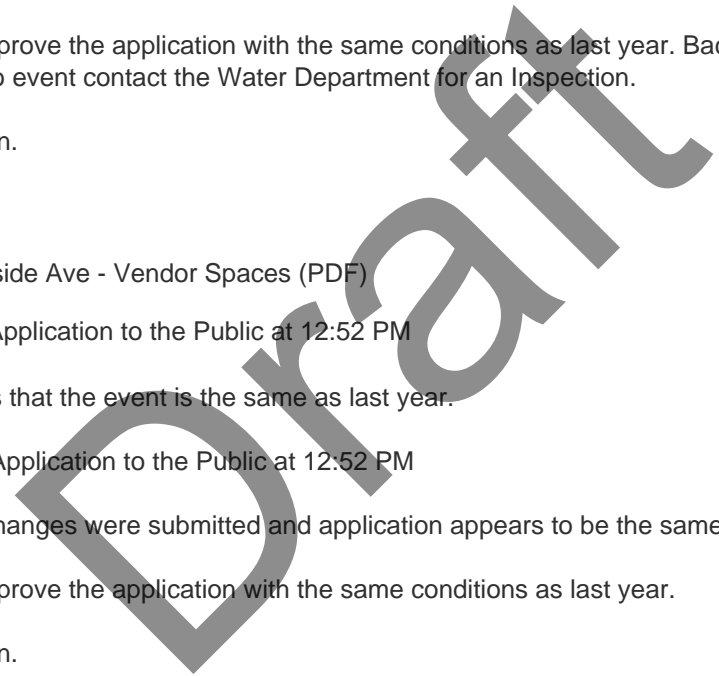 prove the application with the same conditions as last year. Bac
o event contact the Water Department for an Inspection.
n.
side Ave - Vendor Spaces (PDF)
Application to the Public at 12:52 PM
s that the event is the same as last year.
Application to the Public at 12:52 PM
hanges were submitted and application appears to be the same
prove the application with the same conditions as last year.
n.
Draft